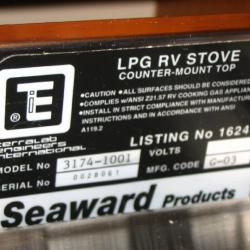 LPG RV STOVE
COUNTER-MOUNT TOP
• CAUTION • ALL SURFACES SHOULD BE CONSIDERED
• COMPLIES w/ANSI Z21.57 RV COOKING GAS APPLIAN
• INSTALL IN STRICT COMPLIANCE WITH MANUFACTUR
INSTRUCTIONS AND IN ACCORDANCE WITH ANSI
A119.2
TE
®
terralab
engineers
international
LISTING No 1624
MODEL No 3174-1001 VOLTS
SERIAL No 0028061 MFG. CODE G-03
Seaward Products